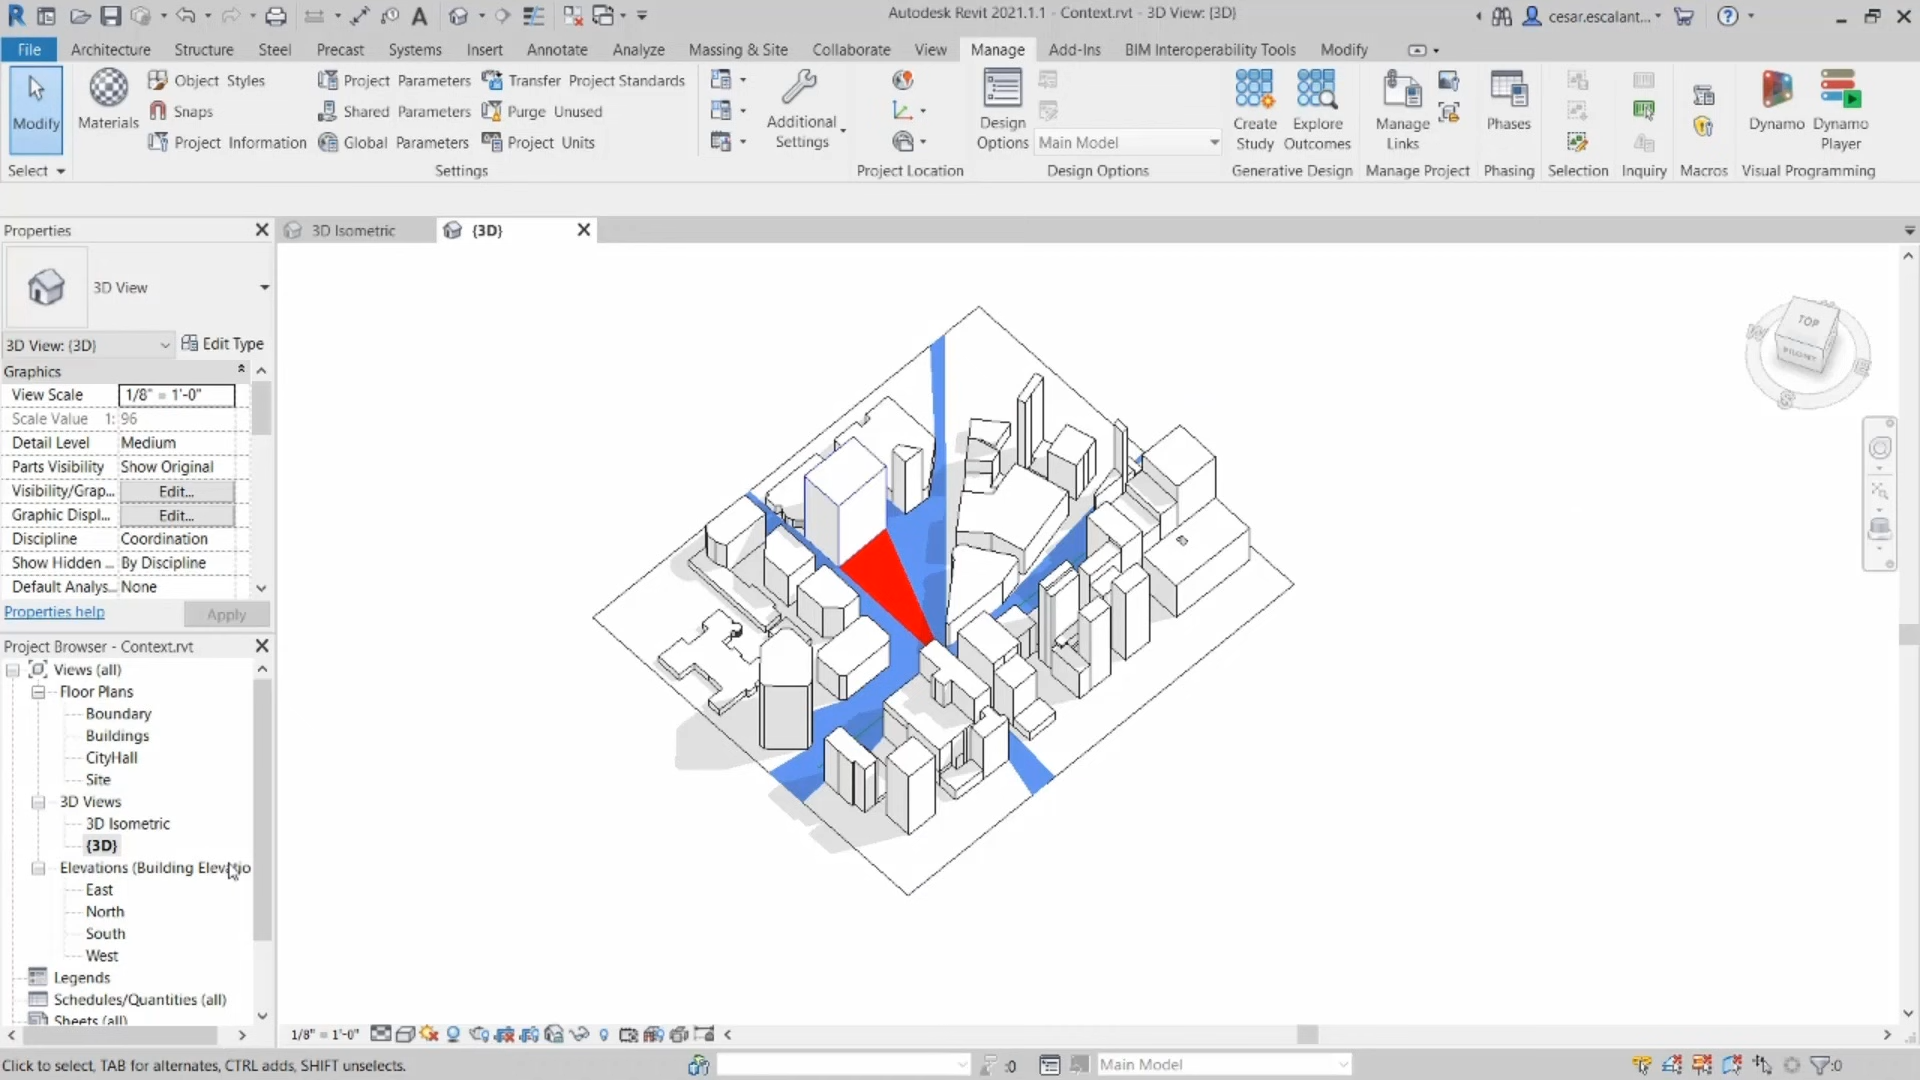 Autodesk Revit 2021.1.1 - Context.rvt - 3D View: {3D}
cesar.escalant...
File Architecture Structure Steel Precast Systems Insert Annotate Analyze Massing & Site Collaborate View Manage Add-Ins BIM Interoperability Tools Modify
Modify
Materials
Object Styles
Snaps
Project Information
Project Parameters
Shared Parameters
Global Parameters
Transfer Project Standards
Purge Unused
Project Units
Additional
Settings
Design
Options
Main Model
Create
Study
Explore
Outcomes
Manage
Links
Phases
Dynamo
Dynamo
Player
Select
Settings
Project Location
Design Options
Generative Design
Manage Project
Phasing
Selection
Inquiry
Macros
Visual Programming
Properties
3D View
3D View: {3D}
Edit Type
Graphics
View Scale 1/8" = 1'-0"
Scale Value 1: 96
Detail Level Medium
Parts Visibility Show Original
Visibility/Grap... Edit...
Graphic Displ... Edit...
Discipline Coordination
Show Hidden ... By Discipline
Default Analys... None
Properties help
Apply
Project Browser - Context.rvt
Views (all)
Floor Plans
Boundary
Buildings
CityHall
Site
3D Views
3D Isometric
{3D}
Elevations (Building Elevatio
East
North
South
West
Legends
Schedules/Quantities (all)
Sheets (all)
3D Isometric
{3D}
TOP
FRONT
W
E
S
1/8" = 1'-0"
Click to select, TAB for alternates, CTRL adds, SHIFT unselects.
:0
Main Model
:0